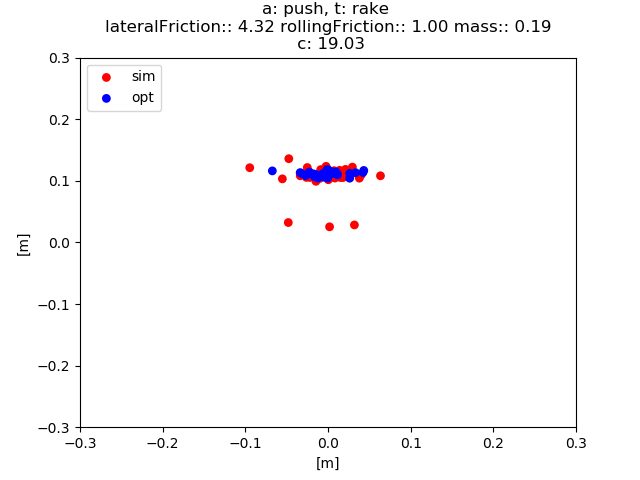 a: push, t: rake
lateralFriction:: 4.32 rollingFriction:: 1.00 mass:: 0.19
c: 19.03
sim
opt
0.3
0.2
0.1
0.0
−0.1
−0.2
−0.3
[m]
−0.3
−0.2
−0.1
0.0
0.1
0.2
0.3
[m]